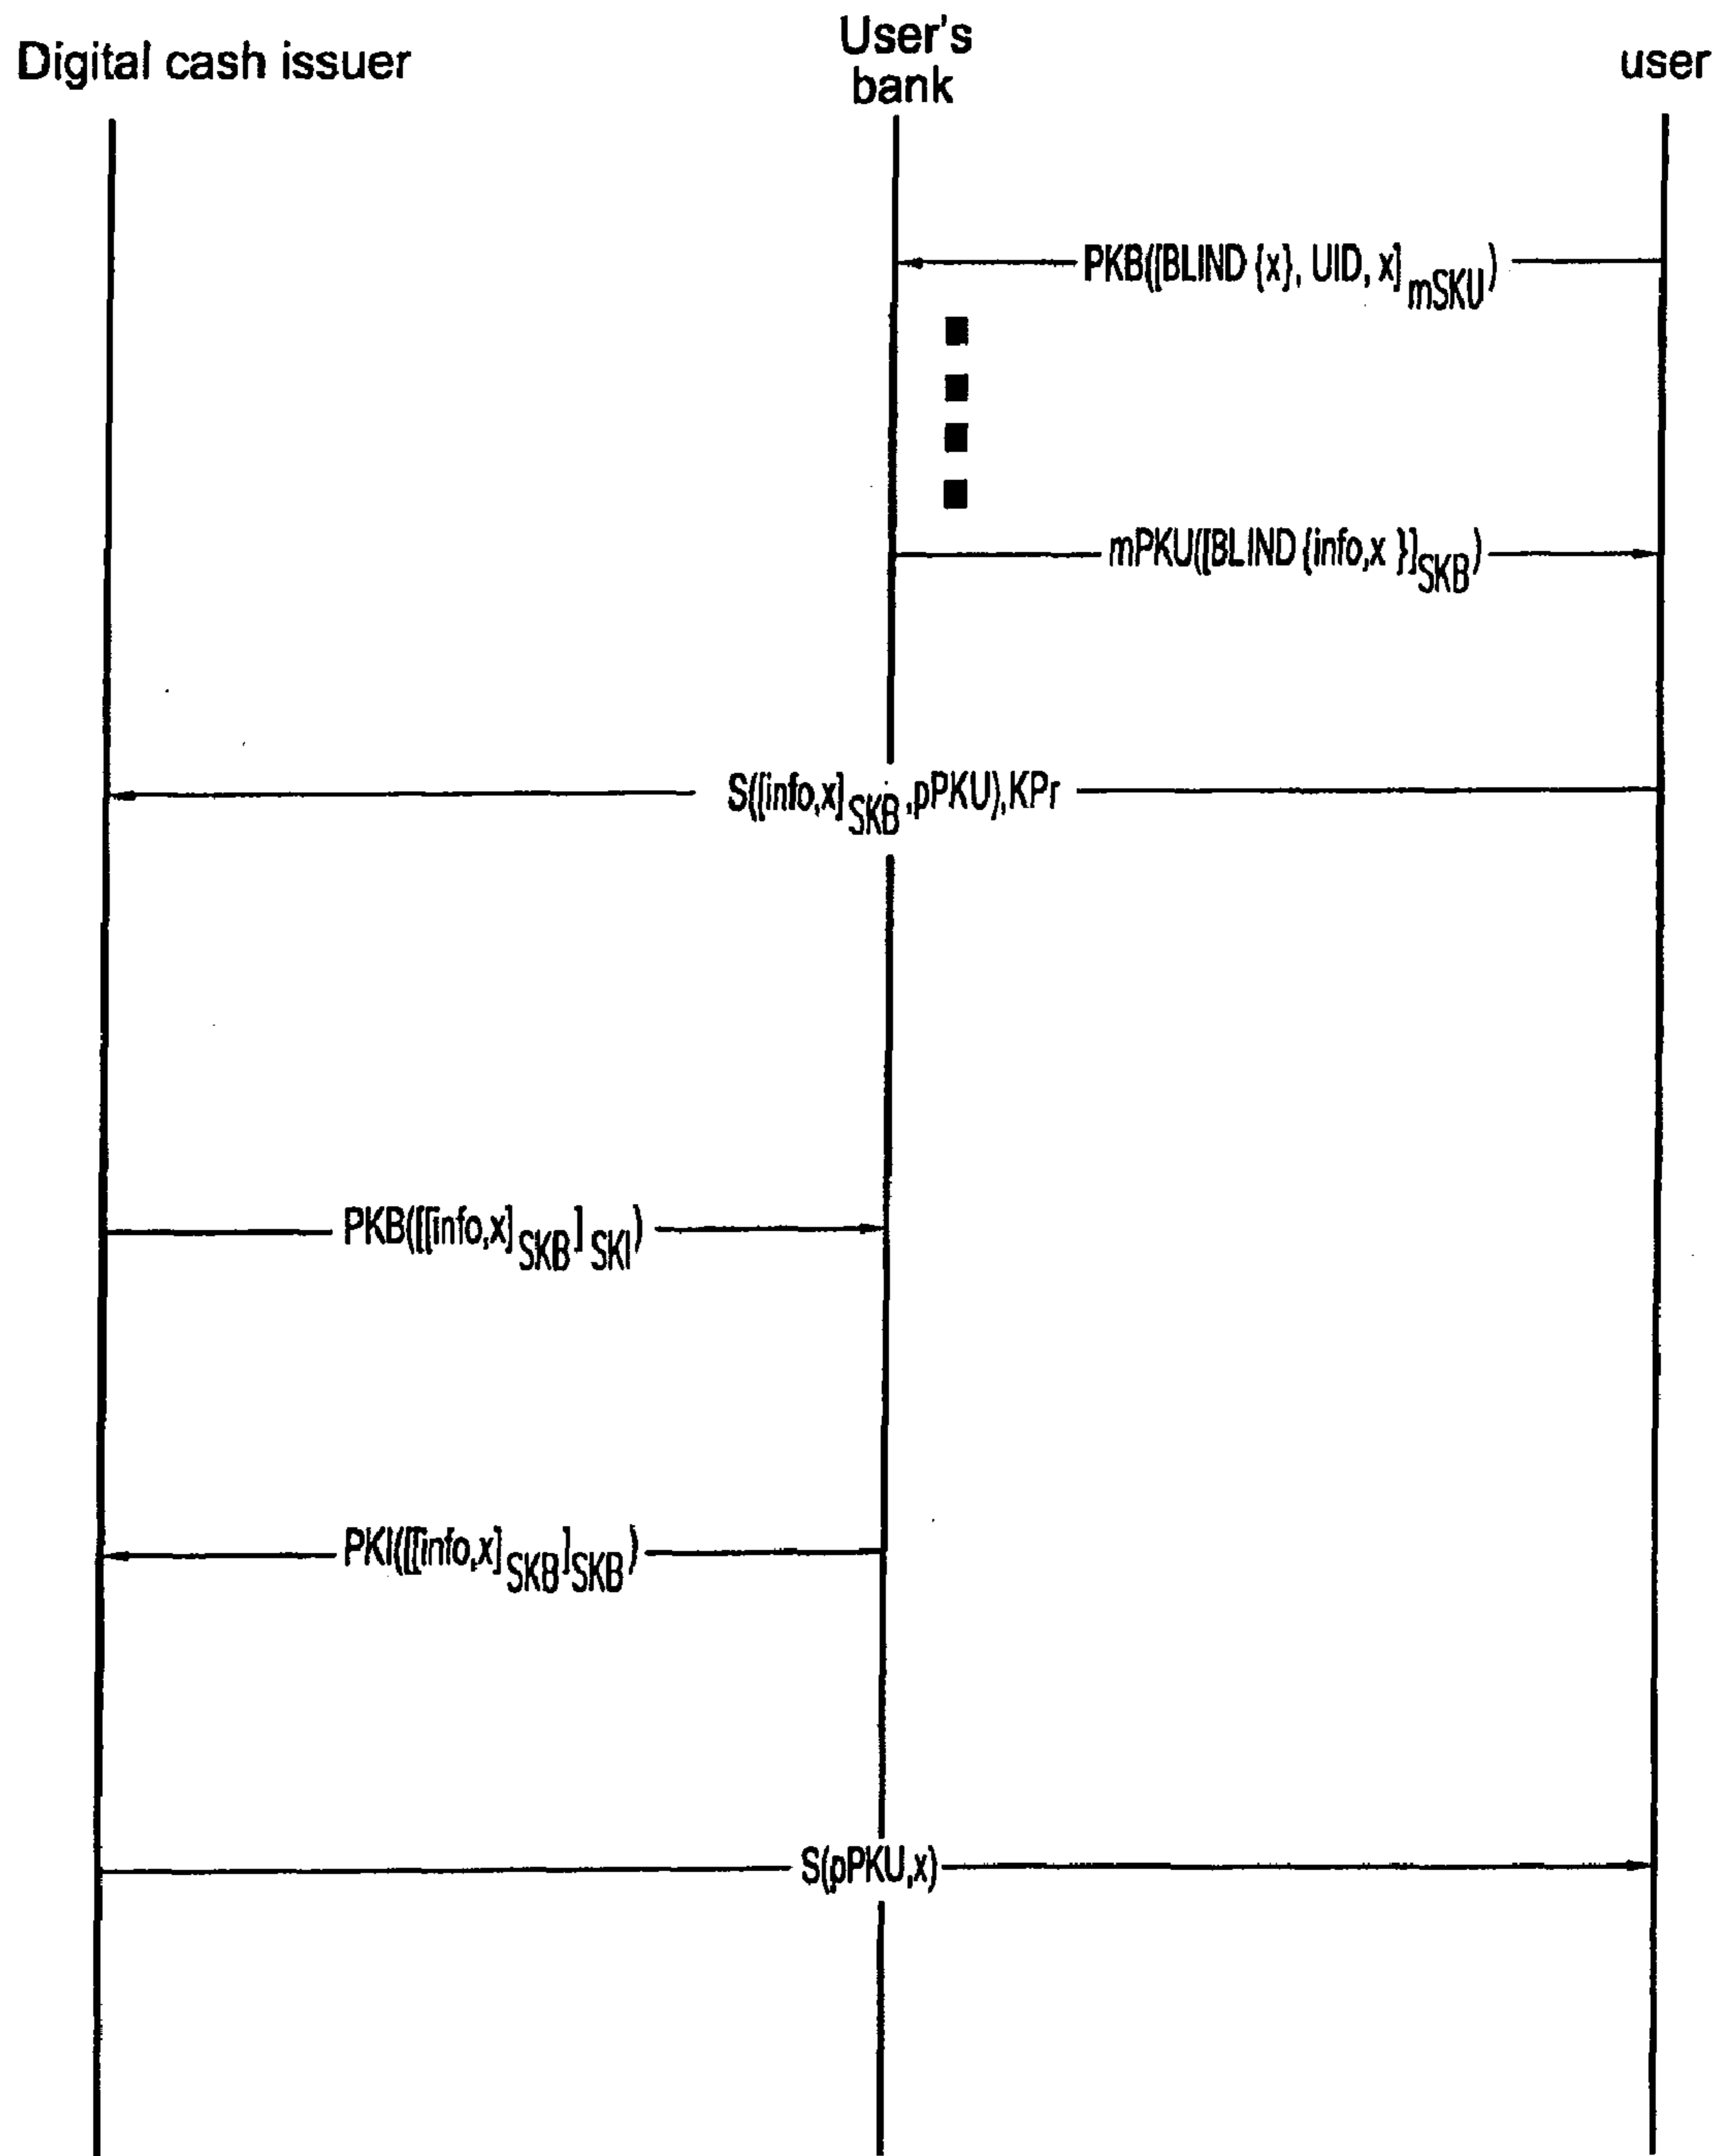 Digital cash issuer
User's
bank
user
PKB([BLIND {x}, UID, x]mSKU)
mPKU([BLIND {info,x }]SKB)
S([info,x]SKB,pPKU),KPr
PKB([[info,x]SKB]SKI)
PKI([[info,x]SKB]SKB)
S(pPKU,x)